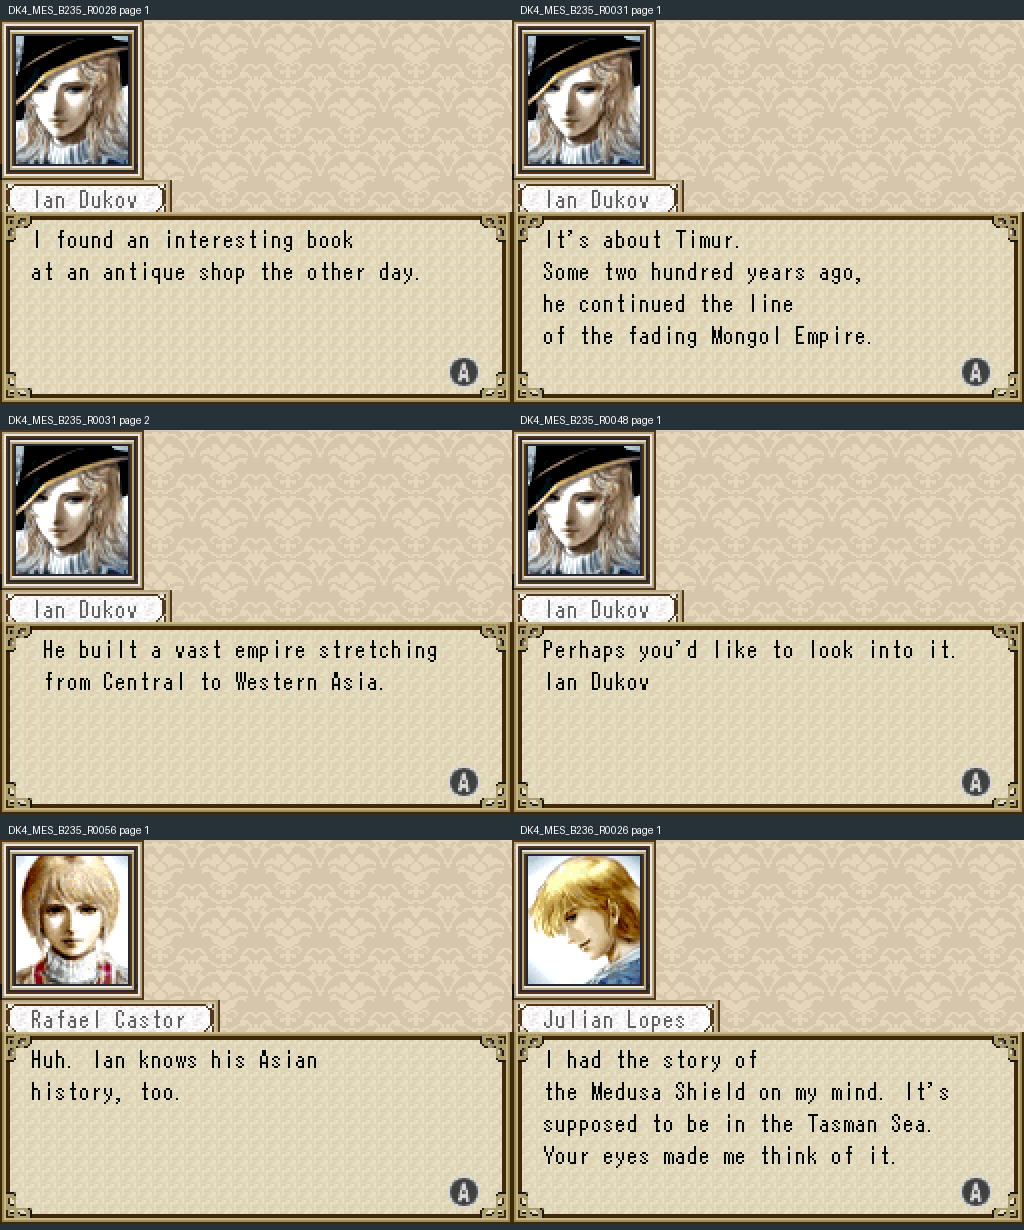 DK4_MES_B235_R0028 page 1
Ian Dukov
I found an interesting book
at an antique shop the other day.
A
DK4_MES_B235_R0031 page 1
Ian Dukov
It's about Timur.
Some two hundred years ago,
he continued the line
of the fading Mongol Empire.
A
DK4_MES_B235_R0031 page 2
Ian Dukov
He built a vast empire stretching
from Central to Western Asia.
A
DK4_MES_B235_R0048 page 1
Ian Dukov
Perhaps you'd like to look into it.
Ian Dukov
A
DK4_MES_B235_R0056 page 1
Rafael Castor
Huh. Ian knows his Asian
history, too.
A
DK4_MES_B236_R0026 page 1
Julian Lopes
I had the story of
the Medusa Shield on my mind. It's
supposed to be in the Tasman Sea.
Your eyes made me think of it.
A